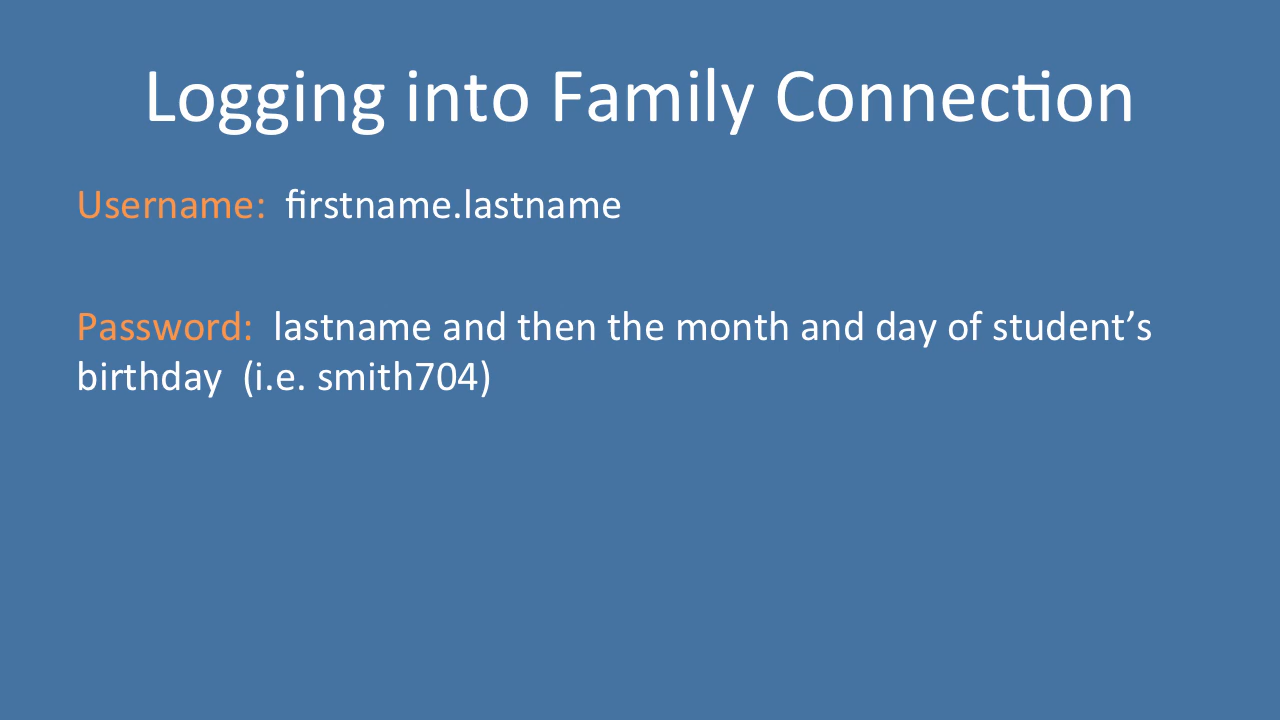 Logging into Family Connection
Username:  firstname.lastname
Password:  lastname and then the month and day of student’s
birthday  (i.e. smith704)